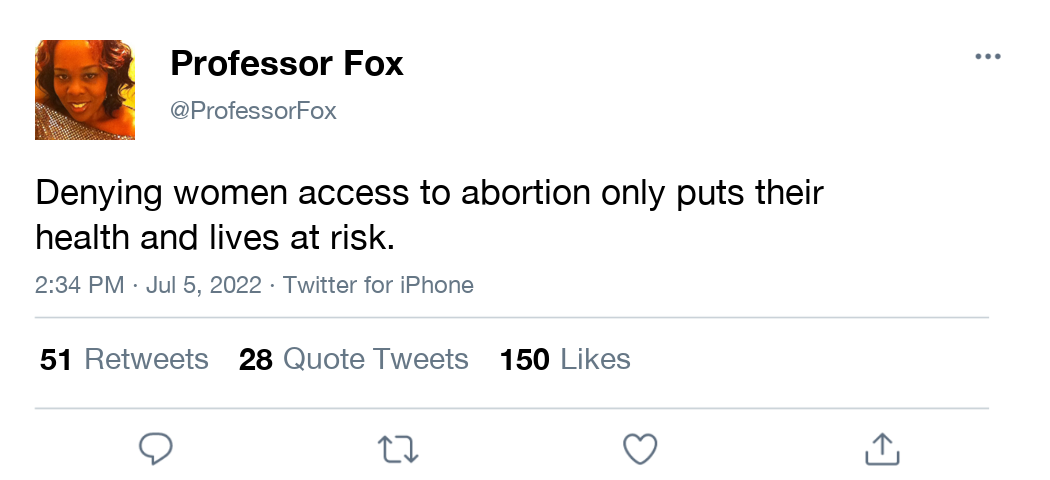 Professor Fox
@ProfessorFox
Denying women access to abortion only puts their
health and lives at risk.
2:34 PM · Jul 5, 2022 · Twitter for iPhone
51 Retweets 28 Quote Tweets 150 Likes